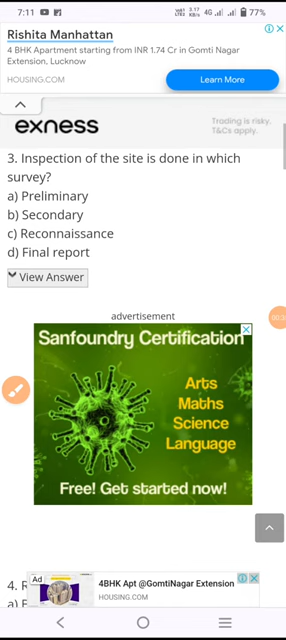 7:11
4G
77%
Rishita Manhattan
4 BHK Apartment starting from INR 1.74 Cr in Gomti Nagar
Extension, Lucknow
HOUSING.COM
Learn More
exness
Trading is risky.
T&Cs apply.
3. Inspection of the site is done in which
survey?
a) Preliminary
b) Secondary
c) Reconnaissance
d) Final report
View Answer
advertisement
Sanfoundry Certification
Arts
Maths
Science
Language
Free! Get started now!
4.
Ad
4BHK Apt @GomtiNagar Extension
HOUSING.COM
a)